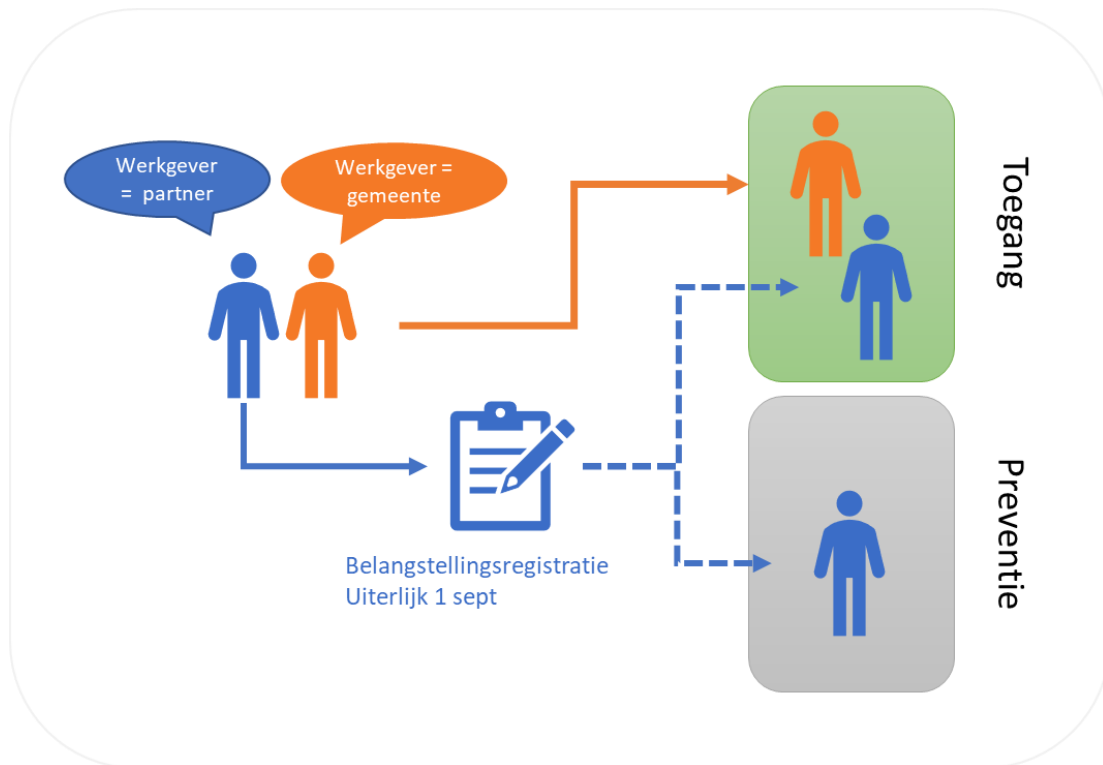 Werkgever
= partner
Werkgever =
gemeente
Toegang
Belangstellingsregistratie
Uiterlijk 1 sept
Preventie